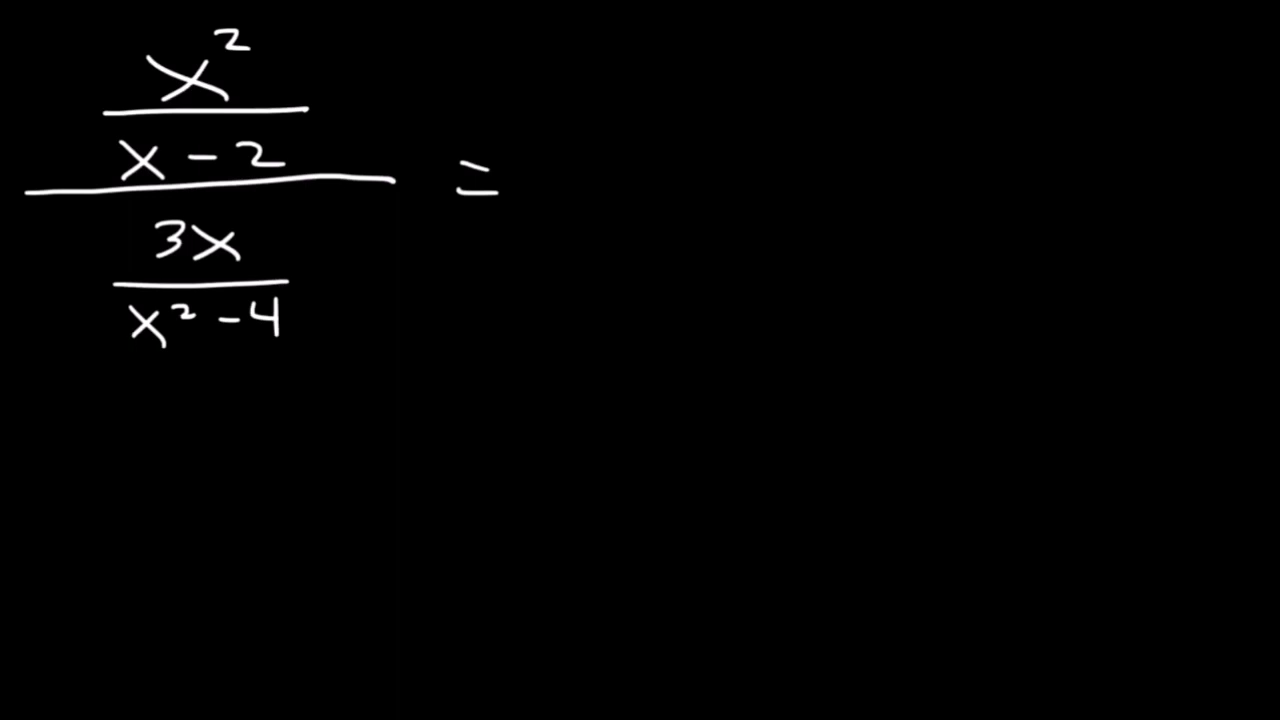 x²
x - 2
=
3x
x² - 4